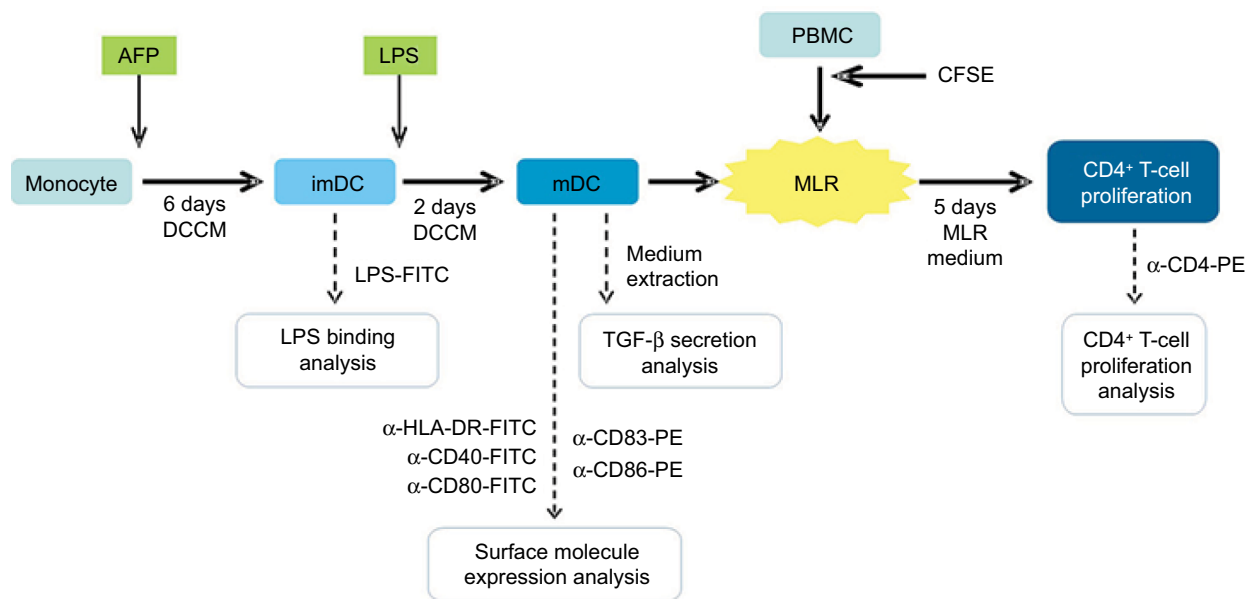 AFP
LPS
PBMC
CFSE
Monocyte
6 days
DCCM
imDC
2 days
DCCM
mDC
MLR
5 days
MLR
medium
CD4⁺ T-cell
proliferation
LPS-FITC
Medium
extraction
α-CD4-PE
LPS binding
analysis
TGF-β secretion
analysis
CD4⁺ T-cell
proliferation
analysis
α-HLA-DR-FITC
α-CD40-FITC
α-CD80-FITC
α-CD83-PE
α-CD86-PE
Surface molecule
expression analysis